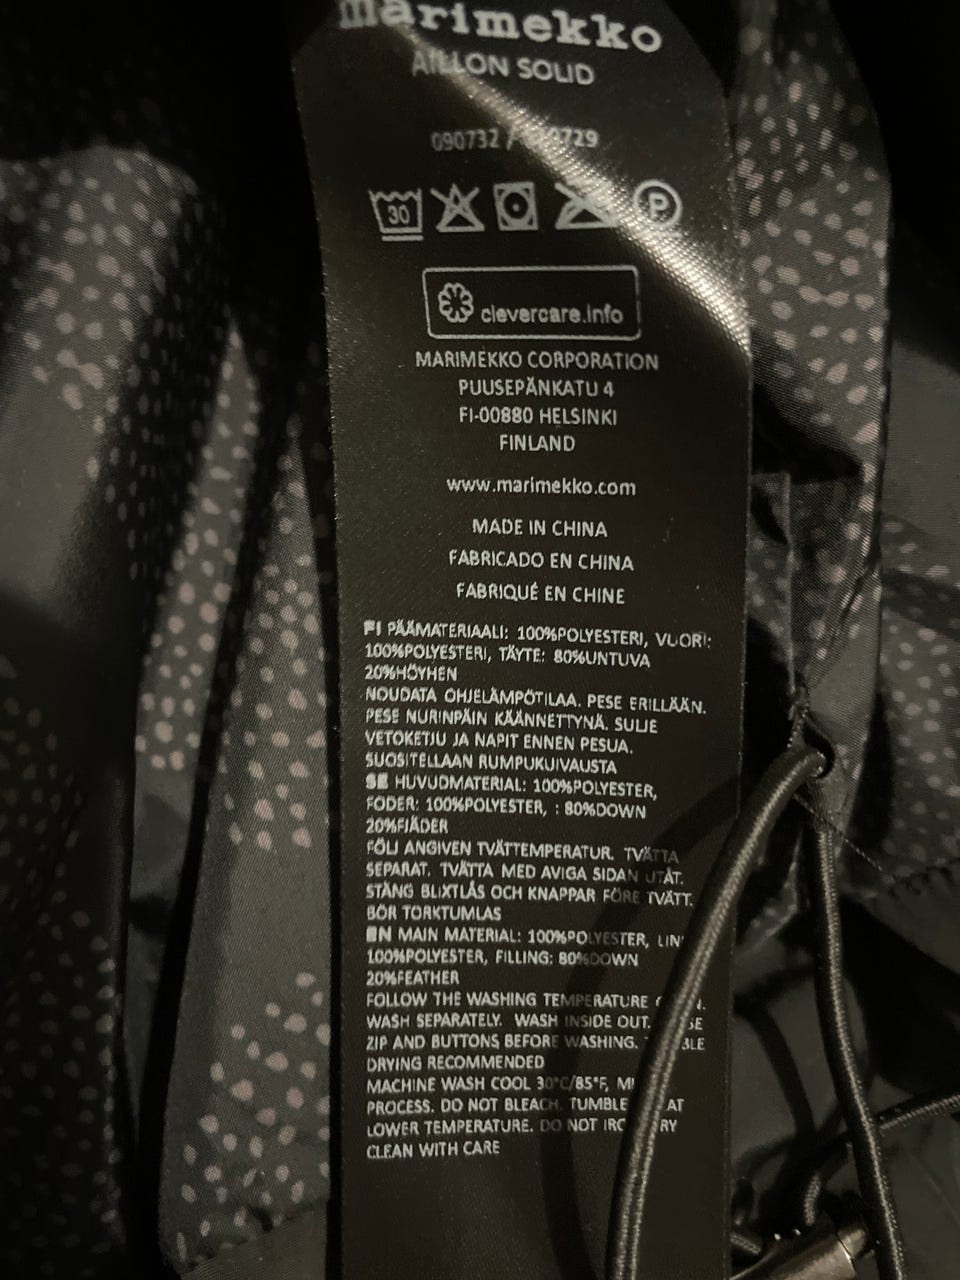 marimekko
AILLON SOLID
090732 / 0729
30
P
clevercare.info
MARIMEKKO CORPORATION
PUUSEPÄNKATU 4
FI-00880 HELSINKI
FINLAND
www.marimekko.com
MADE IN CHINA
FABRICADO EN CHINA
FABRIQUÉ EN CHINE
FI PÄÄMATERIAALI: 100%POLYESTERI, VUORI:
100%POLYESTERI, TÄYTE: 80%UNTUVA
20%HÖYHEN
NOUDATA OHJELÄMPÖTILAA. PESE ERILLÄÄN.
PESE NURINPÄIN KÄÄNNETTYNÄ. SULJE
VETOKETJU JA NAPIT ENNEN PESUA.
SUOSITELLAAN RUMPUKUIVAUSTA
SE HUVUDMATERIAL: 100%POLYESTER,
FODER: 100%POLYESTER, : 80%DOWN
20%FJÄDER
FÖLJ ANGIVEN TVÄTTEMPERATUR. TVÄTTA
SEPARAT. TVÄTTA MED AVIGA SIDAN UTÅT.
STÄNG BLIXTLÅS OCH KNAPPAR FÖRE TVÄTT.
BÖR TORKTUMLAS
EN MAIN MATERIAL: 100%POLYESTER,
100%POLYESTER, FILLING: 80%DOWN
20%FEATHER
FOLLOW THE WASHING TEMPERATURE
WASH SEPARATELY. WASH INSIDE OUT.
ZIP AND BUTTONS BEFORE WASHING.
DRYING RECOMMENDED
MACHINE WASH COOL 30°C/85°F,
PROCESS. DO NOT BLEACH. TUMBLE AT
LOWER TEMPERATURE. DO NOT
CLEAN WITH CARE